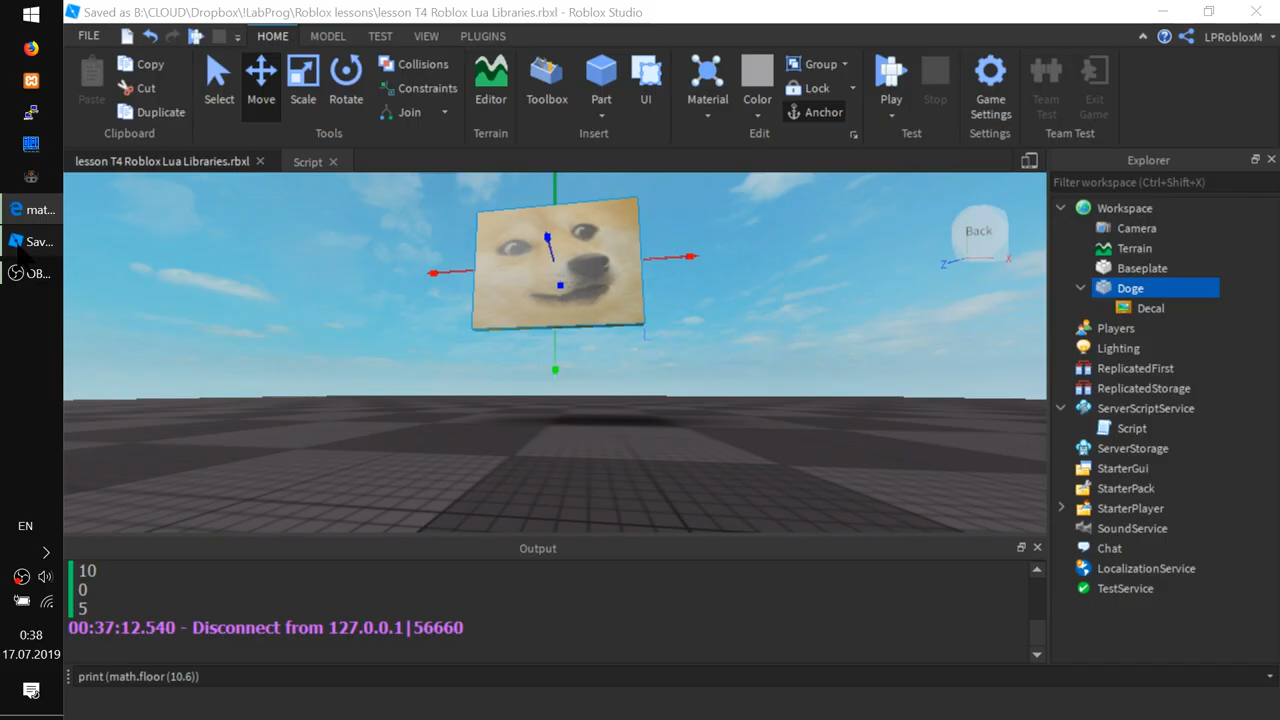 Saved as B:\CLOUD\Dropbox\!LabProg\Roblox lessons\lesson T4 Roblox Lua Libraries.rbxl - Roblox Studio
FILE HOME MODEL TEST VIEW PLUGINS LPRobloxM
Paste Copy Cut Duplicate
Clipboard
Select Move Scale Rotate
Collisions
Constraints
Join
Tools
Editor
Terrain
Toolbox Part UI
Insert
Material Color
Group
Lock
Anchor
Edit
Play Stop
Test
Game Settings
Settings
Team Test
Exit Game
Team Test
lesson T4 Roblox Lua Libraries.rbxl
Script
mat...
Sav...
OB...
EN
0:38
17.07.2019
Back
Z
X
Explorer
Filter workspace (Ctrl+Shift+X)
Workspace
Camera
Terrain
Baseplate
Doge
Decal
Players
Lighting
ReplicatedFirst
ReplicatedStorage
ServerScriptService
Script
ServerStorage
StarterGui
StarterPack
StarterPlayer
SoundService
Chat
LocalizationService
TestService
Output
10
0
5
00:37:12.540 - Disconnect from 127.0.0.1|56660
print (math.floor (10.6))